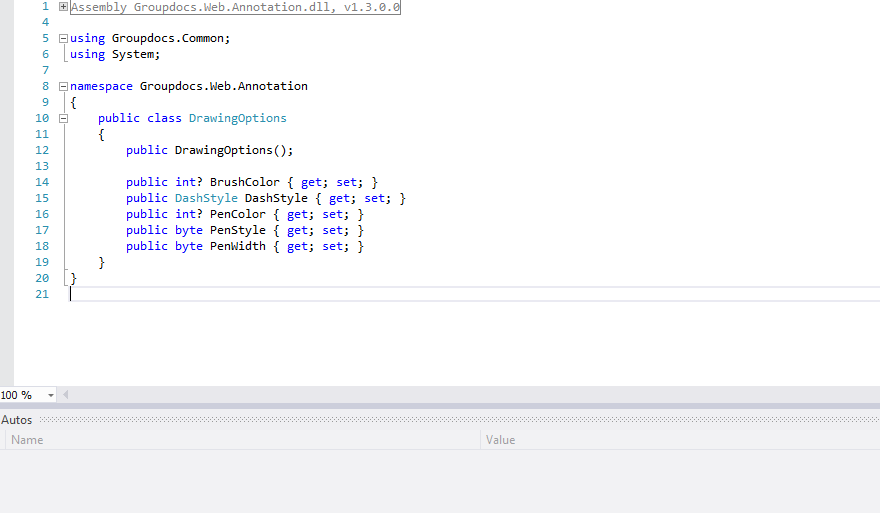 1 Assembly Groupdocs.Web.Annotation.dll, v1.3.0.0
4
5 using Groupdocs.Common;
6 using System;
7
8 namespace Groupdocs.Web.Annotation
9 {
10 public class DrawingOptions
11 {
12 public DrawingOptions();
13
14 public int? BrushColor { get; set; }
15 public DashStyle DashStyle { get; set; }
16 public int? PenColor { get; set; }
17 public byte PenStyle { get; set; }
18 public byte PenWidth { get; set; }
19 }
20 }
21
100 %
Autos
Name Value